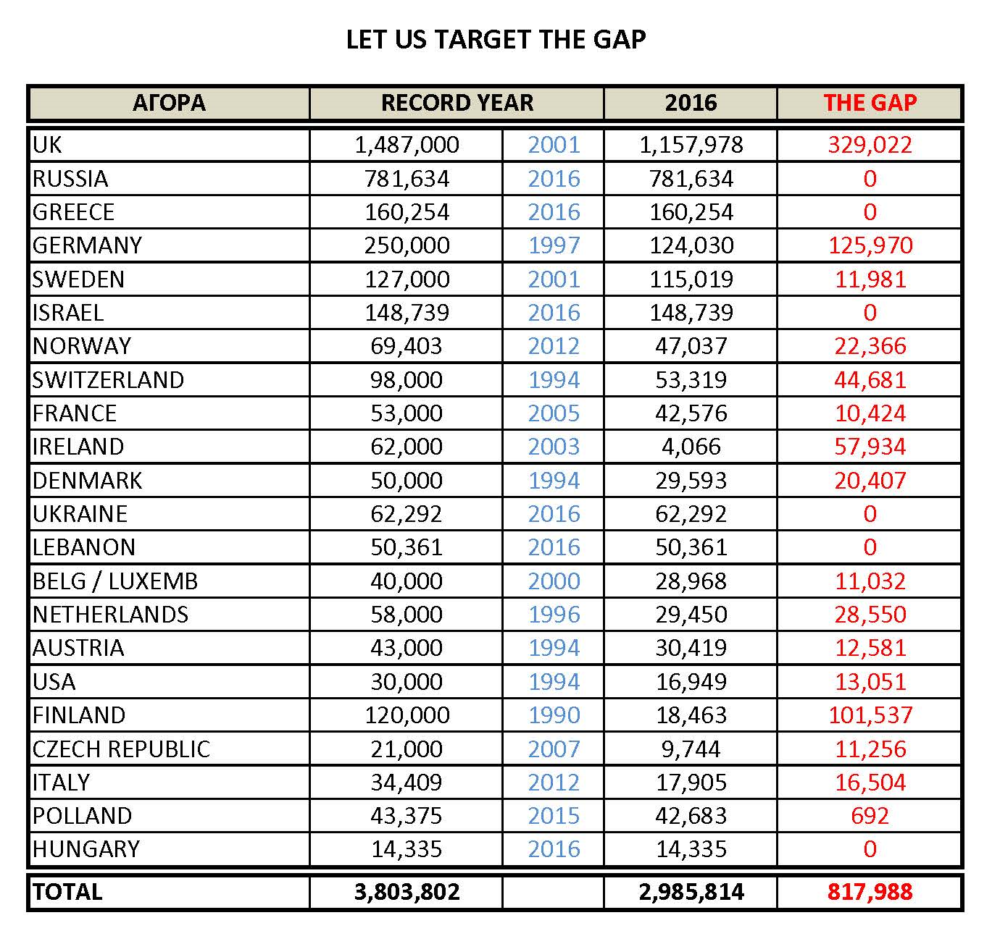 LET US TARGET THE GAP
ΑΓΟΡΑ RECORD YEAR 2016 THE GAP
UK 1,487,000 2001 1,157,978 329,022
RUSSIA 781,634 2016 781,634 0
GREECE 160,254 2016 160,254 0
GERMANY 250,000 1997 124,030 125,970
SWEDEN 127,000 2001 115,019 11,981
ISRAEL 148,739 2016 148,739 0
NORWAY 69,403 2012 47,037 22,366
SWITZERLAND 98,000 1994 53,319 44,681
FRANCE 53,000 2005 42,576 10,424
IRELAND 62,000 2003 4,066 57,934
DENMARK 50,000 1994 29,593 20,407
UKRAINE 62,292 2016 62,292 0
LEBANON 50,361 2016 50,361 0
BELG / LUXEMB 40,000 2000 28,968 11,032
NETHERLANDS 58,000 1996 29,450 28,550
AUSTRIA 43,000 1994 30,419 12,581
USA 30,000 1994 16,949 13,051
FINLAND 120,000 1990 18,463 101,537
CZECH REPUBLIC 21,000 2007 9,744 11,256
ITALY 34,409 2012 17,905 16,504
POLLAND 43,375 2015 42,683 692
HUNGARY 14,335 2016 14,335 0
TOTAL 3,803,802 2,985,814 817,988